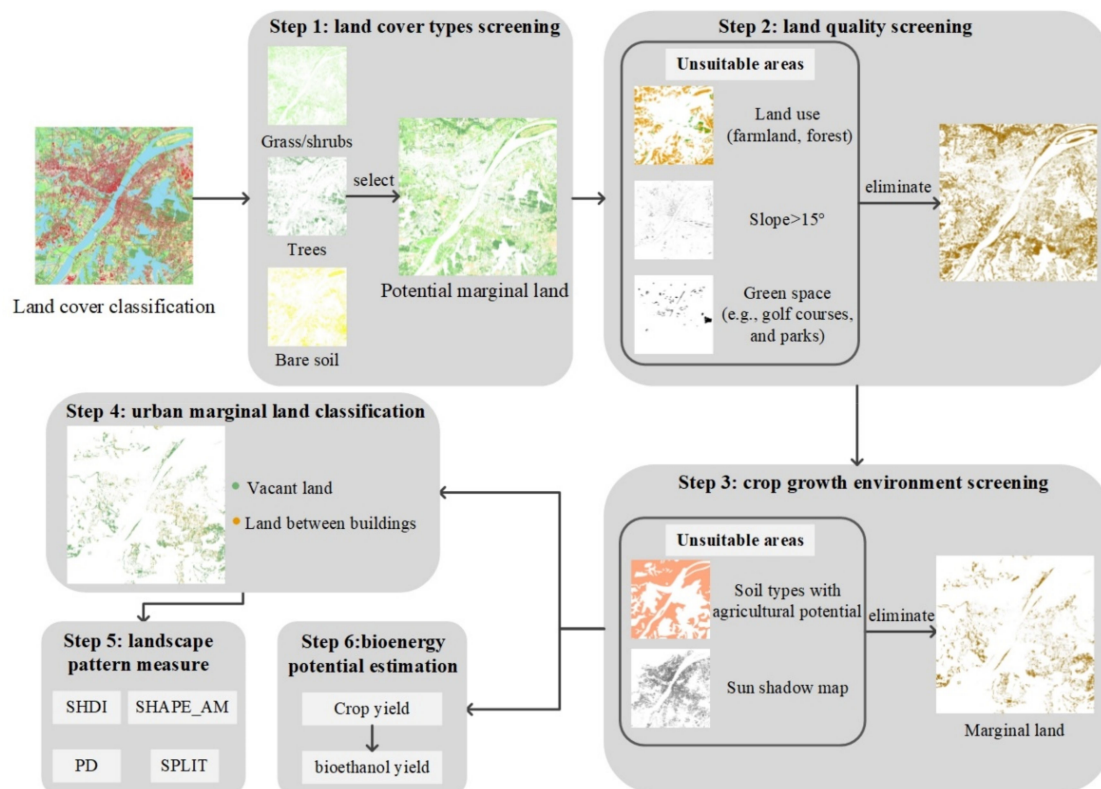 Step 1: land cover types screening
Grass/shrubs
Trees
Bare soil
select
Potential marginal land
Land cover classification
Step 2: land quality screening
Unsuitable areas
Land use
(farmland, forest)
Slope>15°
Green space
(e.g., golf courses,
and parks)
eliminate
Step 3: crop growth environment screening
Unsuitable areas
Soil types with
agricultural potential
Sun shadow map
eliminate
Marginal land
Step 4: urban marginal land classification
Vacant land
Land between buildings
Step 5: landscape
pattern measure
SHDI
SHAPE_AM
PD
SPLIT
Step 6:bioenergy
potential estimation
Crop yield
bioethanol yield